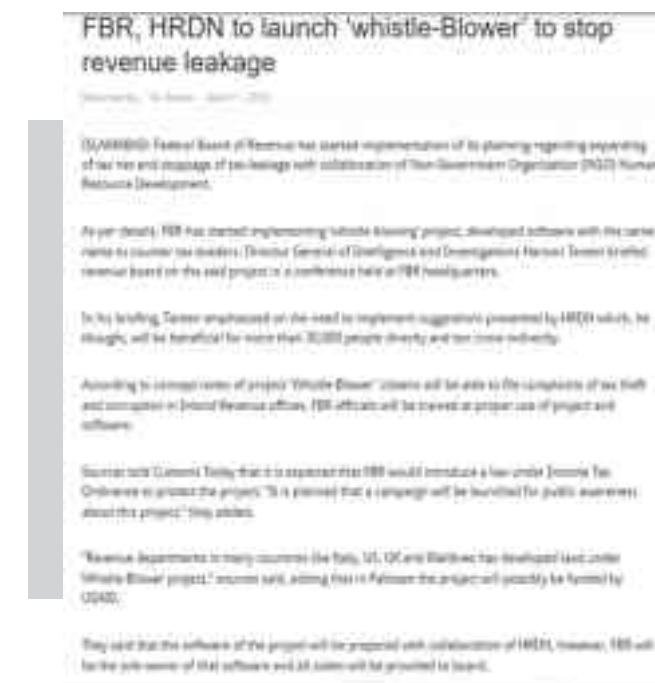 FBR, HRDN to launch 'whistle-Blower' to stop
revenue leakage
ISLAMABAD: Federal Board of Revenue has started implementation of its planning regarding expanding
of tax net and stoppage of tax leakage with collaboration of Non-Government Organization (NGO) Human
Resource Development.
As per details, FBR has started implementing 'whistle blowing' project, developed software with the same
name to counter tax evaders. Director General of Intelligence and Investigations Haroon Tareen briefed
revenue board on the said project in a conference held at FBR headquarters.
In his briefing, Tareen emphasized on the need to implement suggestions presented by HRDN which, he
thought, will be beneficial for more than 30,000 people directly and indirectly.
According to concept notes of project 'Whistle Blower' citizens will be able to file complaints of tax theft
and corruption in Inland Revenue offices. FBR officials will be trained at proper use of project and
software.
Sources told Customs Today that it is expected that FBR would introduce a law under Income Tax
Ordinance to protect the project. "It is planned that a campaign will be launched for public awareness
about this project," they added.
"Revenue departments in many countries like Italy, US, UK and Maldives has developed laws under
Whistle Blower project," sources said, adding that in Pakistan the project will possibly be funded by
USAID.
They said that the software of the project will be prepared with collaboration of HRDN, however, FBR will
be the sole owner of that software and all codes will be provided to board.